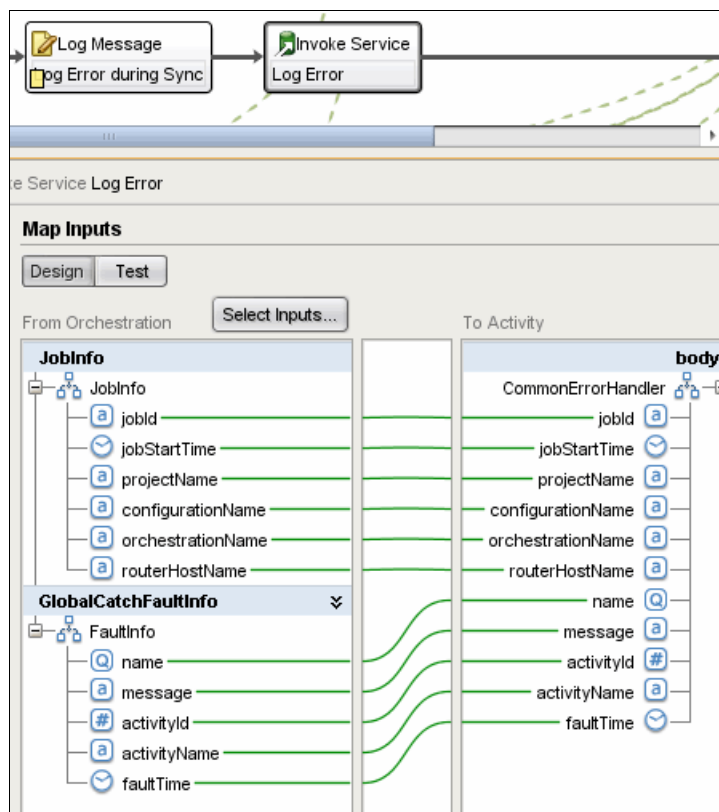 Log Message
Log Error during Sync
Invoke Service
Log Error
Service Log Error
Map Inputs
Design
Test
From Orchestration
Select Inputs...
To Activity
JobInfo
body
JobInfo
CommonErrorHandler
jobId
jobId
jobStartTime
jobStartTime
projectName
projectName
configurationName
configurationName
orchestrationName
orchestrationName
routerHostName
routerHostName
GlobalCatchFaultInfo
name
FaultInfo
message
name
activityId
message
activityName
activityId
faultTime
activityName
faultTime